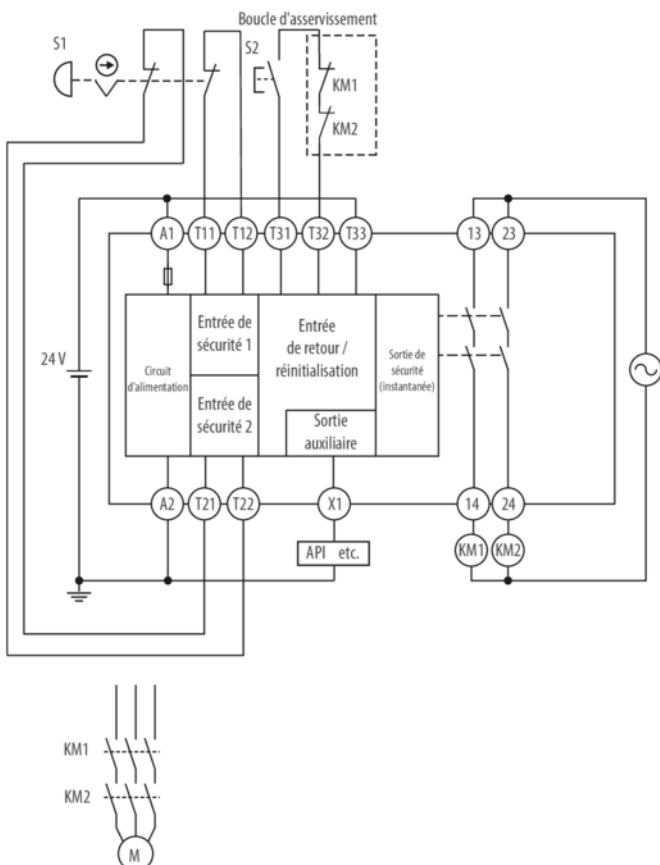 Boucle d'asservissement
S1
S2
KM1
KM2
A1
T11
T12
T31
T32
T33
13
23
24 V
Circuit
d'alimentation
Entrée de
sécurité 1
Entrée de
sécurité 2
Entrée
de retour /
réinitialisation
Sortie
auxiliaire
Sortie de
sécurité
(instantanée)
A2
T21
T22
X1
14
24
API etc.
KM1
KM2
KM1
KM2
M